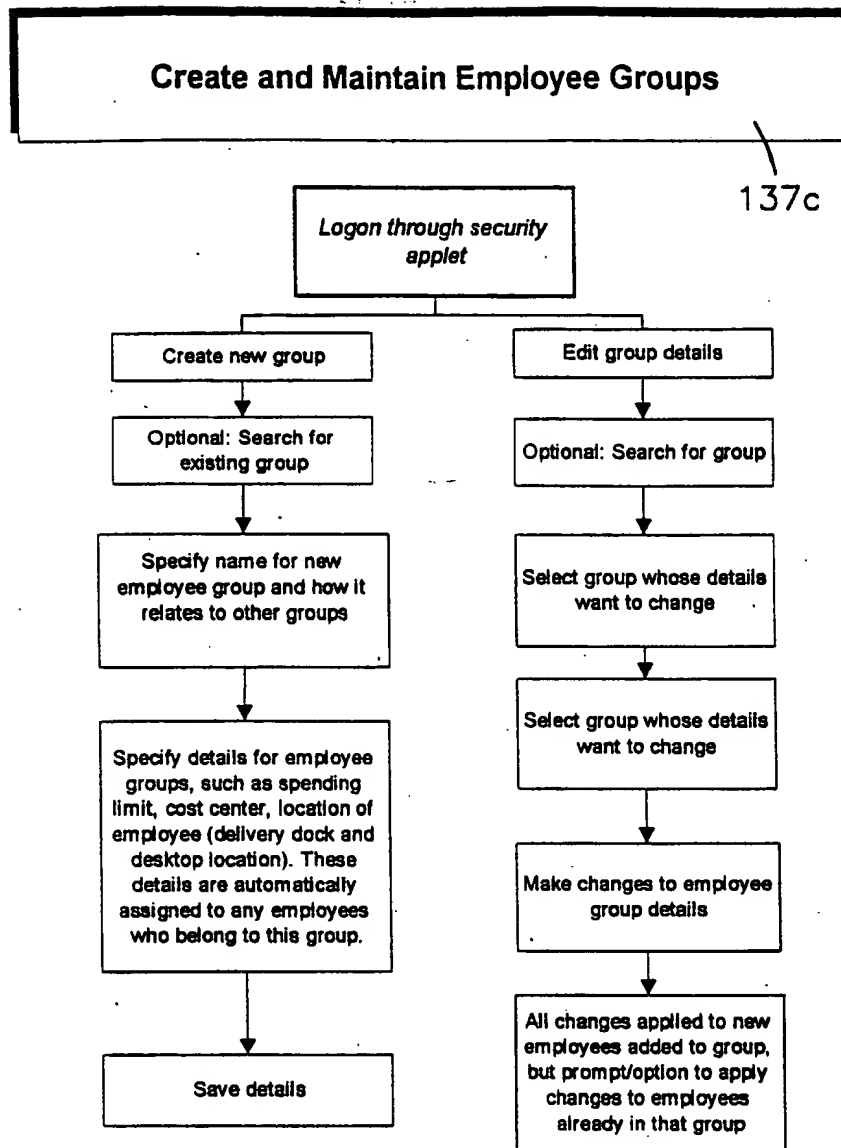 Create and Maintain Employee Groups
137c
Logon through security
applet
Create new group
Optional: Search for
existing group
Specify name for new
employee group and how it
relates to other groups
Specify details for employee
groups, such as spending
limit, cost center, location of
employee (delivery dock and
desktop location). These
details are automatically
assigned to any employees
who belong to this group.
Save details
Edit group details
Optional: Search for group
Select group whose details
want to change
Select group whose details
want to change
Make changes to employee
group details
All changes applied to new
employees added to group,
but prompt/option to apply
changes to employees
already in that group